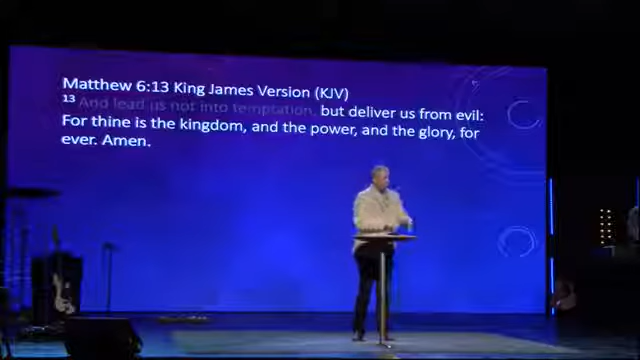 Matthew 6:13 King James Version (KJV)
13 And lead us not into temptation, but deliver us from evil:
For thine is the kingdom, and the power, and the glory, for
ever. Amen.